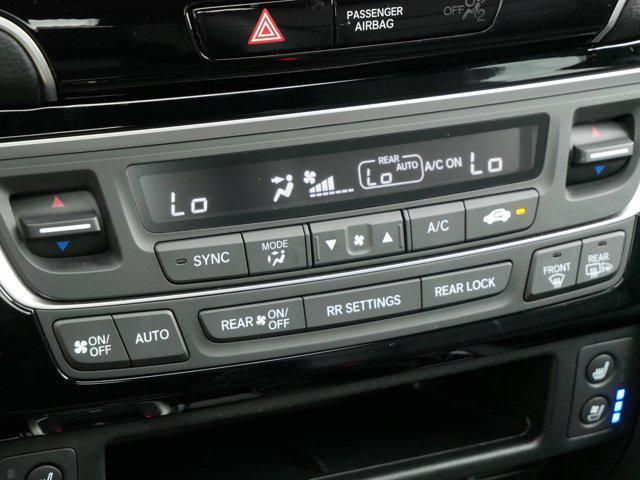 PASSENGER
AIRBAG
OFF 2
REAR
AUTO
Lo
Lo A/C ON Lo
SYNC
MODE
A/C
ON/
OFF
AUTO
REAR ON/
OFF
RR SETTINGS
REAR LOCK
FRONT
REAR